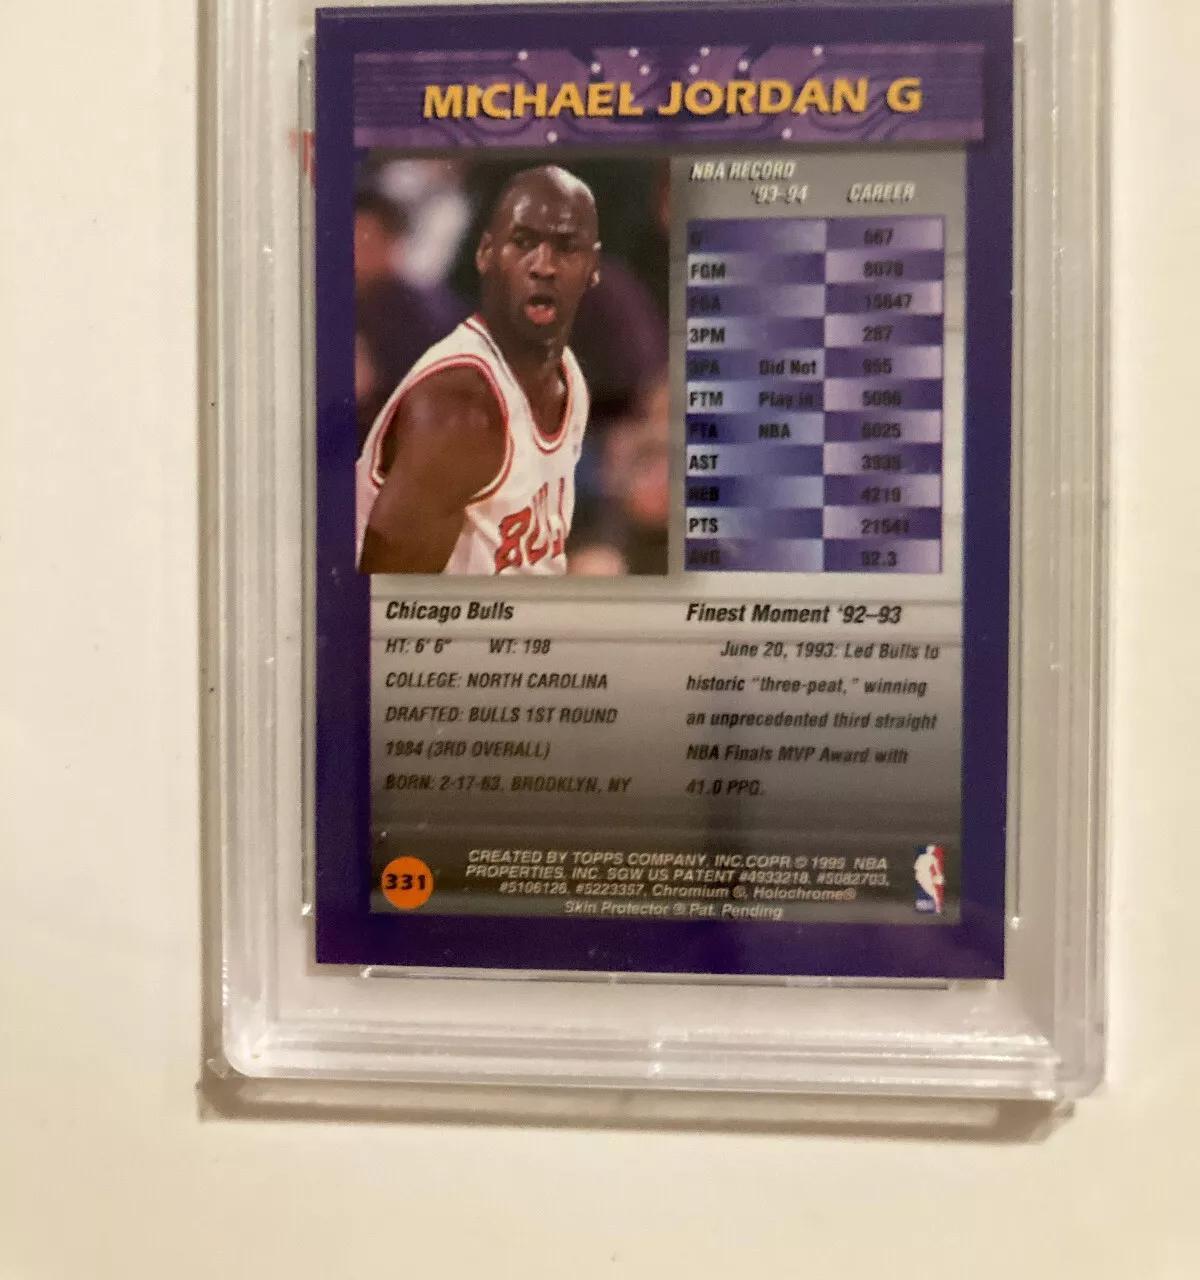 MICHAEL JORDAN G
NBA RECORD
'93-94 CAREER
G 667
FGM 8079
FGA 15647
3PM 287
3PA Did Not 955
FTM Play in 5096
FTA NBA 6025
AST 3935
REB 4219
PTS 21541
AVG 32.3
BULL
Chicago Bulls
HT: 6' 6" WT: 198
COLLEGE: NORTH CAROLINA
DRAFTED: BULLS 1ST ROUND
1984 (3RD OVERALL)
BORN: 2-17-63, BROOKLYN, NY
Finest Moment '92–93
June 20, 1993: Led Bulls to
historic "three-peat," winning
an unprecedented third straight
NBA Finals MVP Award with
41.0 PPG.
331
CREATED BY TOPPS COMPANY, INC.COPR © 1995 NBA
PROPERTIES, INC. SGW US PATENT #4933218, #5082703,
#5106126, #5223357, Chromium ®, Holochrome®
Skin Protector ® Pat. Pending